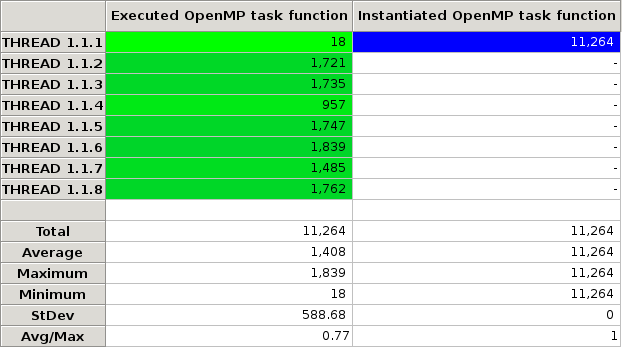 Executed OpenMP task function Instantiated OpenMP task function
THREAD 1.1.1 18 11,264
THREAD 1.1.2 1,721 -
THREAD 1.1.3 1,735 -
THREAD 1.1.4 957 -
THREAD 1.1.5 1,747 -
THREAD 1.1.6 1,839 -
THREAD 1.1.7 1,485 -
THREAD 1.1.8 1,762 -
Total 11,264 11,264
Average 1,408 11,264
Maximum 1,839 11,264
Minimum 18 11,264
StDev 588.68 0
Avg/Max 0.77 1